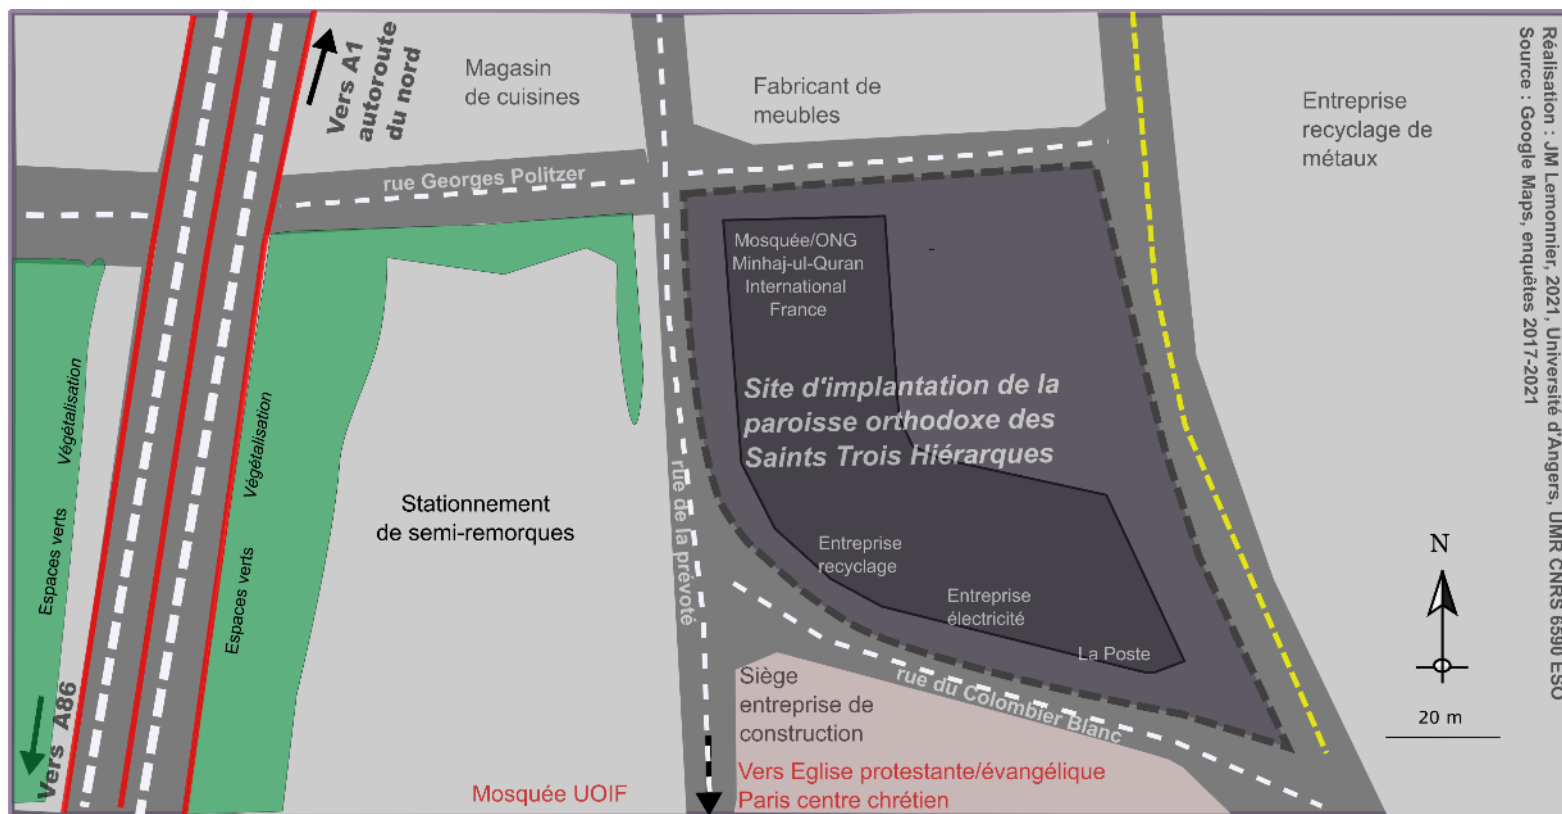 Vers A1
autoroute
du nord
Magasin
de cuisines
Fabricant de
meubles
Entreprise
recyclage de
métaux
rue Georges Politzer
Mosquée/ONG
Minhaj-ul-Quran
International
France
Site d'implantation de la
paroisse orthodoxe des
Saints Trois Hiérarques
Végétalisation
Espaces verts
Végétalisation
Espaces verts
Stationnement
de semi-remorques
rue de la prévoté
Entreprise
recyclage
Entreprise
électricité
La Poste
rue du Colombier Blanc
Siège
entreprise de
construction
Vers Eglise protestante/évangélique
Paris centre chrétien
Mosquée UOIF
Vers A86
N
20 m
Réalisation : JM Lemonnier, 2021, Université d'Angers, UMR CNRS 6590 ESO
Source : Google Maps, enquêtes 2017-2021